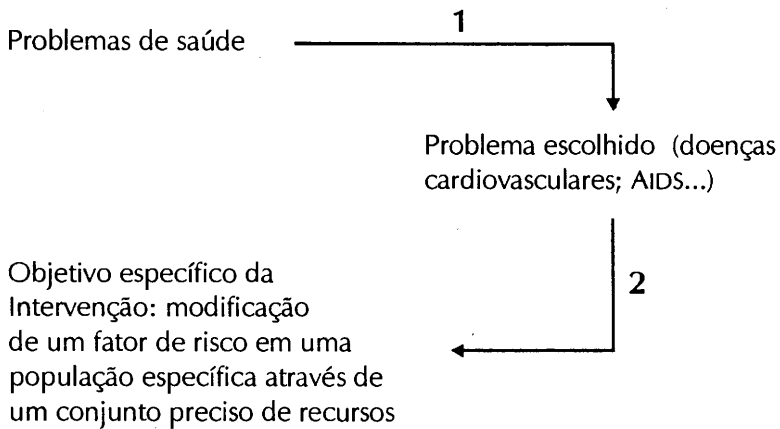 1
Problemas de saúde
Problema escolhido (doenças
cardiovasculares; AIDS...)
2
Objetivo específico da
Intervenção: modificação
de um fator de risco em uma
população específica através de
um conjunto preciso de recursos